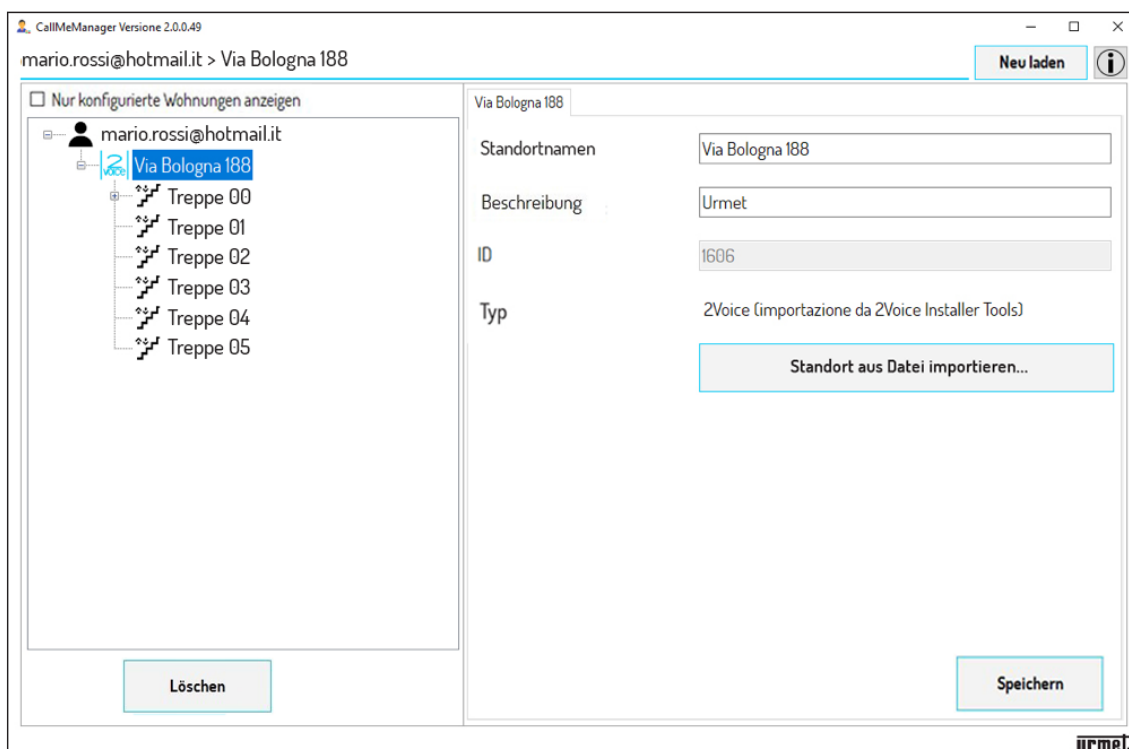 CallMeManager Versione 2.0.0.49
mario.rossi@hotmail.it > Via Bologna 188
Neu laden
Nur konfigurierte Wohnungen anzeigen
mario.rossi@hotmail.it
2 voice Via Bologna 188
Treppe 00
Treppe 01
Treppe 02
Treppe 03
Treppe 04
Treppe 05
Löschen
Via Bologna 188
Standortnamen Via Bologna 188
Beschreibung Urmet
ID 1606
Typ 2Voice (importazione da 2Voice Installer Tools)
Standort aus Datei importieren...
Speichern
urmet